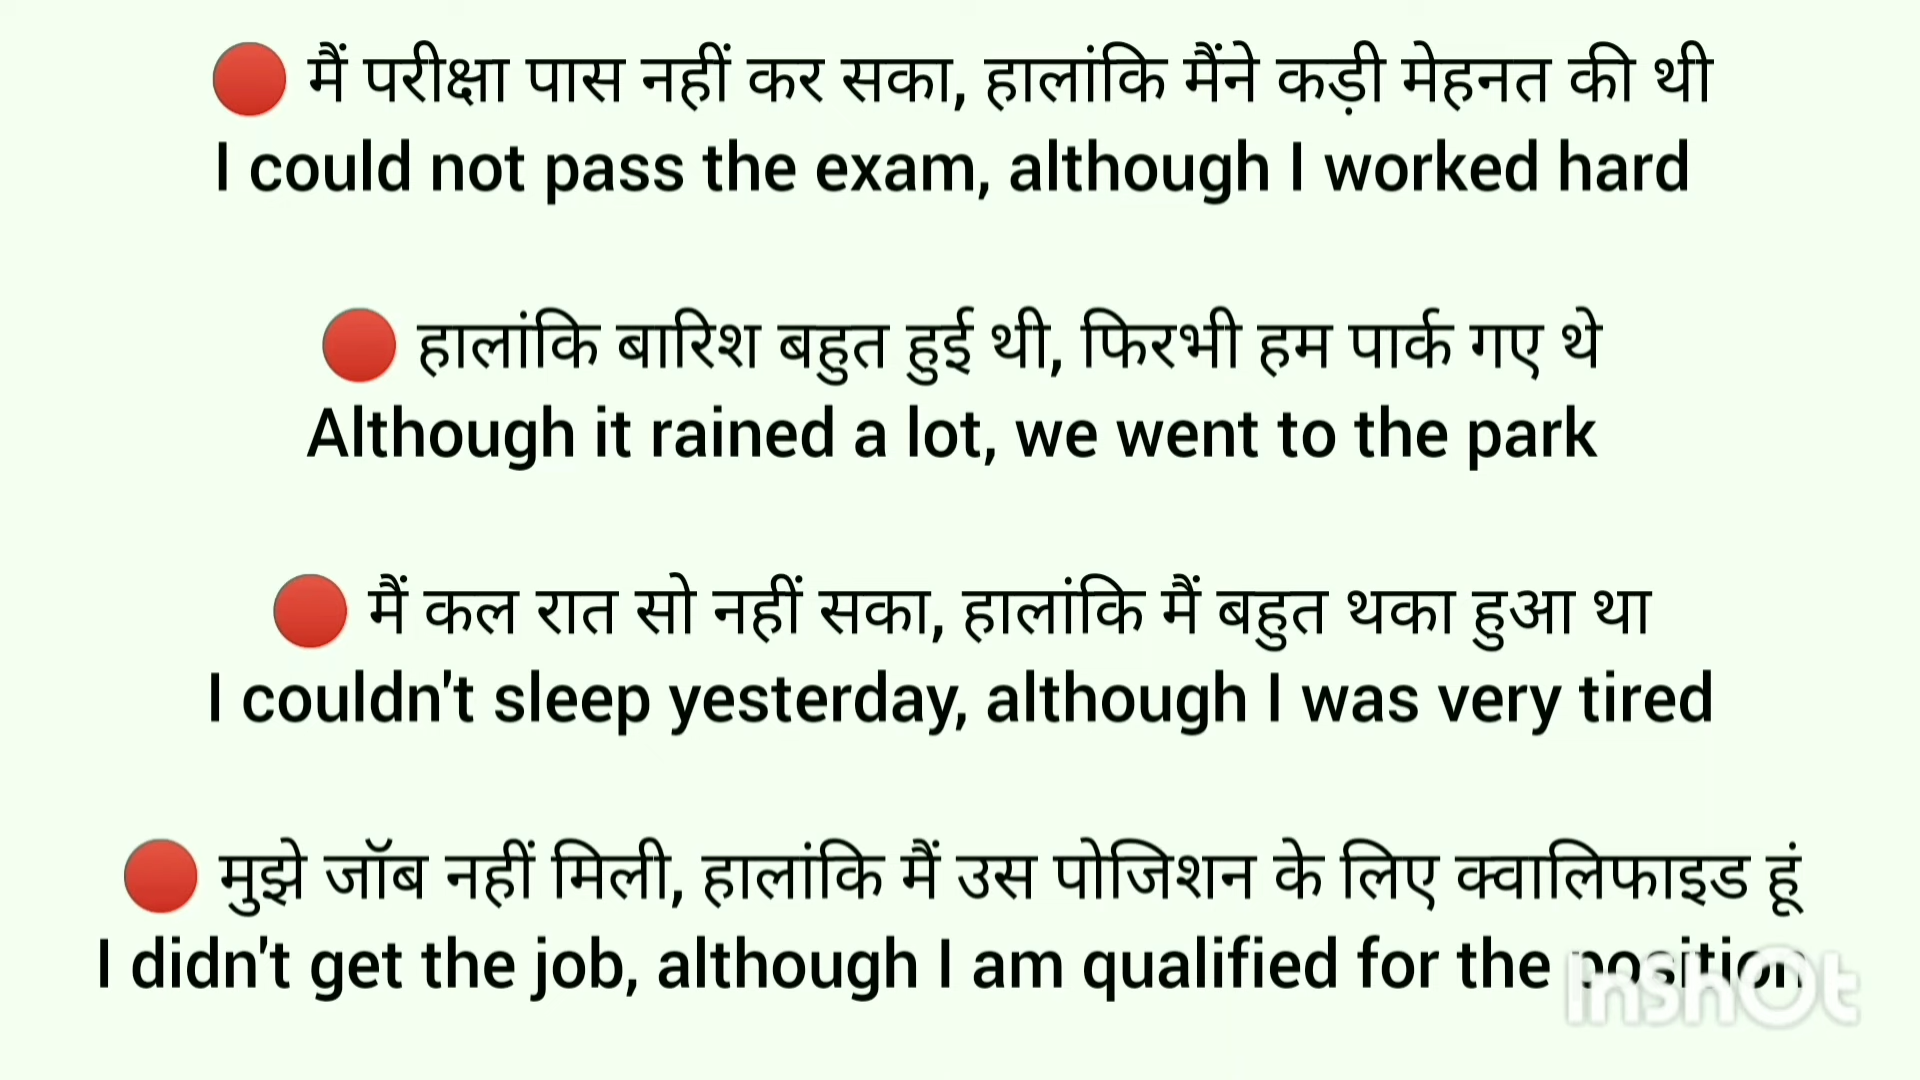 🔴 मैं परीक्षा पास नहीं कर सका, हालांकि मैंने कड़ी मेहनत की थी
I could not pass the exam, although I worked hard
🔴 हालांकि बारिश बहुत हुई थी, फिरभी हम पार्क गए थे
Although it rained a lot, we went to the park
🔴 मैं कल रात सो नहीं सका, हालांकि मैं बहुत थका हुआ था
I couldn't sleep yesterday, although I was very tired
🔴 मुझे जॉब नहीं मिली, हालांकि मैं उस पोजिशन के लिए क्वालिफाइड हूं
I didn't get the job, although I am qualified for the position
InShOt